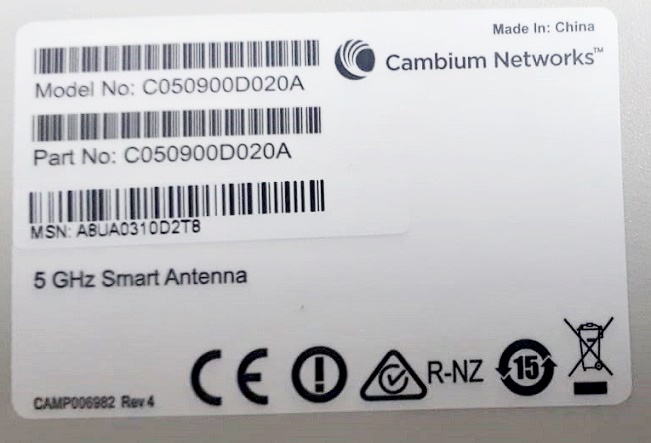 Made In: China
Cambium Networks™
Model No: C050900D020A
Part No: C050900D020A
MSN: A8UA0310D2T8
5 GHz Smart Antenna
CE
R-NZ
15
CAMP006982 Rev 4